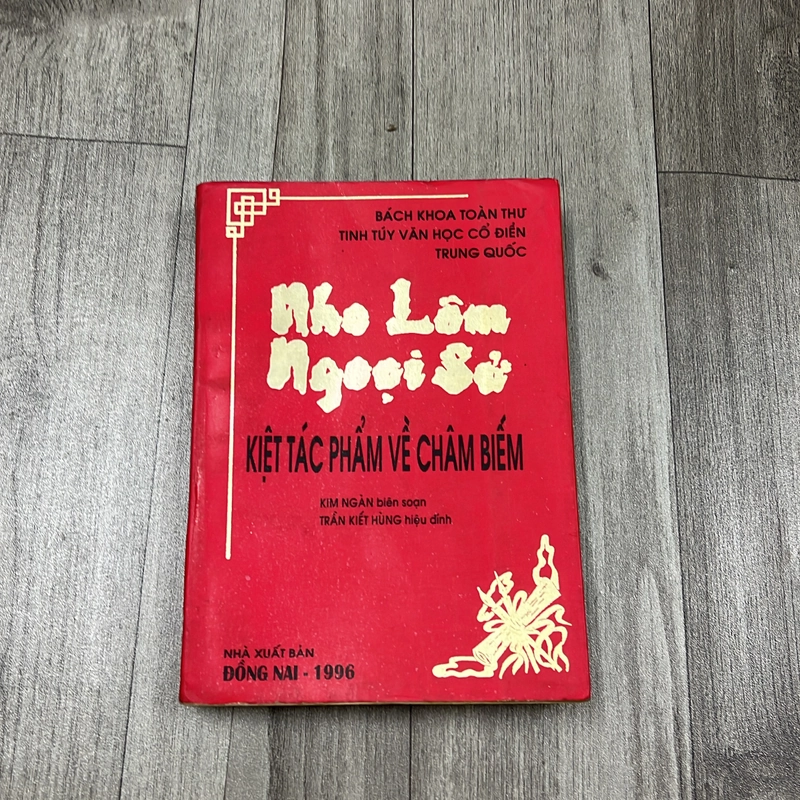 BÁCH KHOA TOÀN THƯ
TINH TÚY VĂN HỌC CỔ ĐIỂN
TRUNG QUỐC
Nho Lâm
Ngoại Sử
KIỆT TÁC PHẨM VỀ CHÂM BIẾM
KIM NGÀN biên soạn
TRẦN KIẾT HÙNG hiệu đính
NHÀ XUẤT BẢN
ĐỒNG NAI - 1996